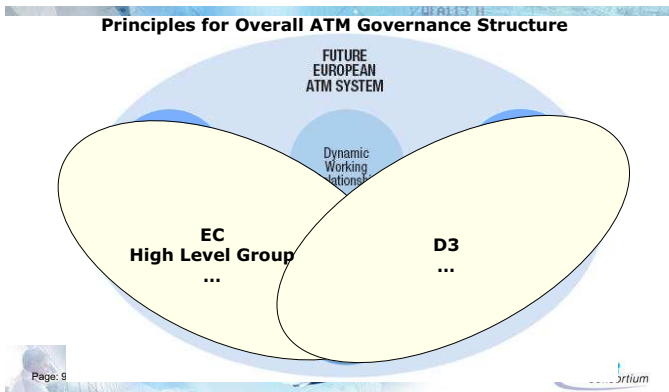 Principles for Overall ATM Governance Structure
FUTURE
EUROPEAN
ATM SYSTEM
Dynamic
Working
EC
High Level Group
...
D3
...
Page: 9